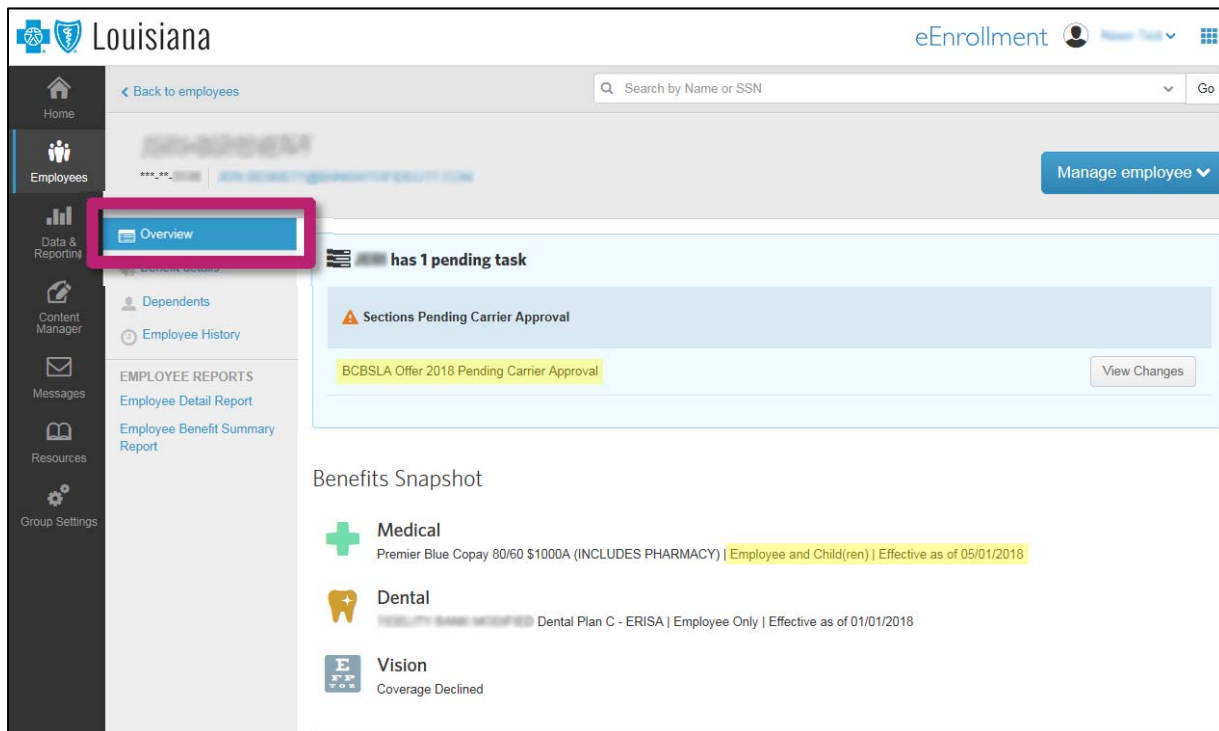 Louisiana
eEnrollment
Home
Employees
Data &
Reporting
Content
Manager
Messages
Resources
Group Settings
Back to employees
Search by Name or SSN
Go
***-**-
Manage employee
Overview
Benefit details
Dependents
Employee History
EMPLOYEE REPORTS
Employee Detail Report
Employee Benefit Summary
Report
has 1 pending task
Sections Pending Carrier Approval
BCBSLA Offer 2018 Pending Carrier Approval
View Changes
Benefits Snapshot
Medical
Premier Blue Copay 80/60 $1000A (INCLUDES PHARMACY) | Employee and Child(ren) | Effective as of 05/01/2018
Dental
Dental Plan C - ERISA | Employee Only | Effective as of 01/01/2018
E
F P
T O Z
Vision
Coverage Declined